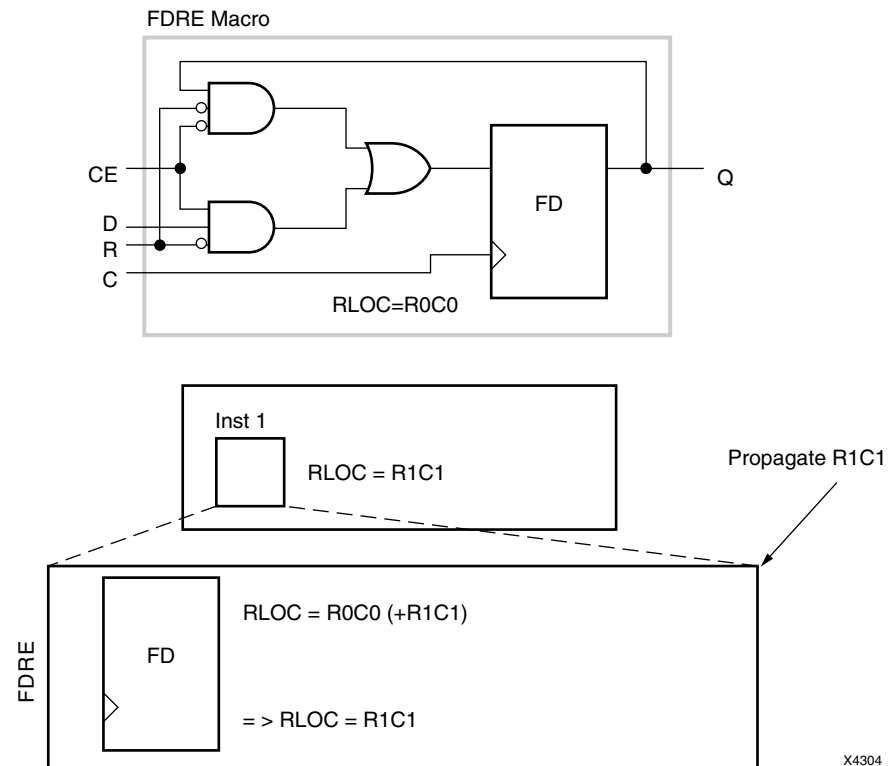 FDRE Macro
CE
D
R
C
FD
Q
RLOC=R0C0
Inst 1
RLOC = R1C1
Propagate R1C1
FDRE
FD
RLOC = R0C0 (+R1C1)
= > RLOC = R1C1
X4304